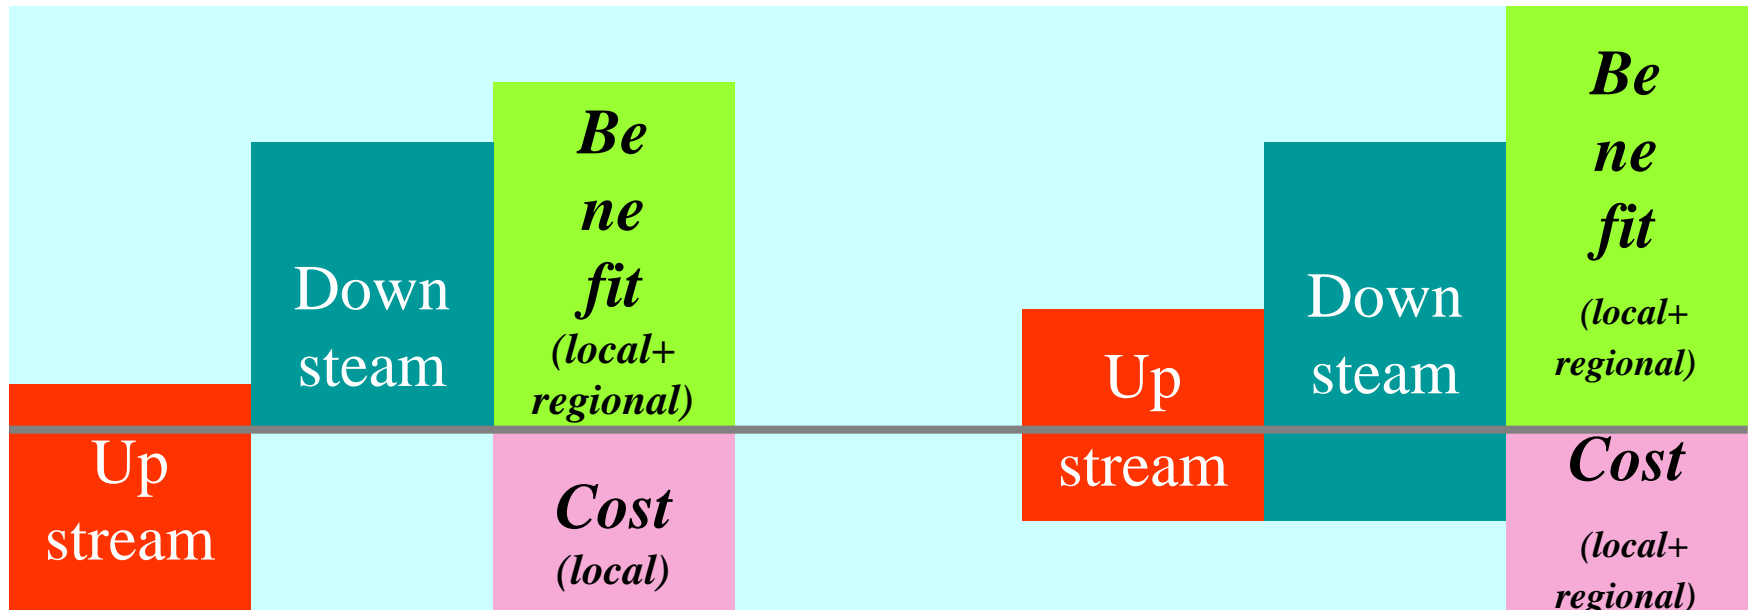 Up
stream
Down
steam
Be
ne
fit
(local+
regional)
Cost
(local)
Up
stream
Down
steam
Be
ne
fit
(local+
regional)
Cost
(local+
regional)